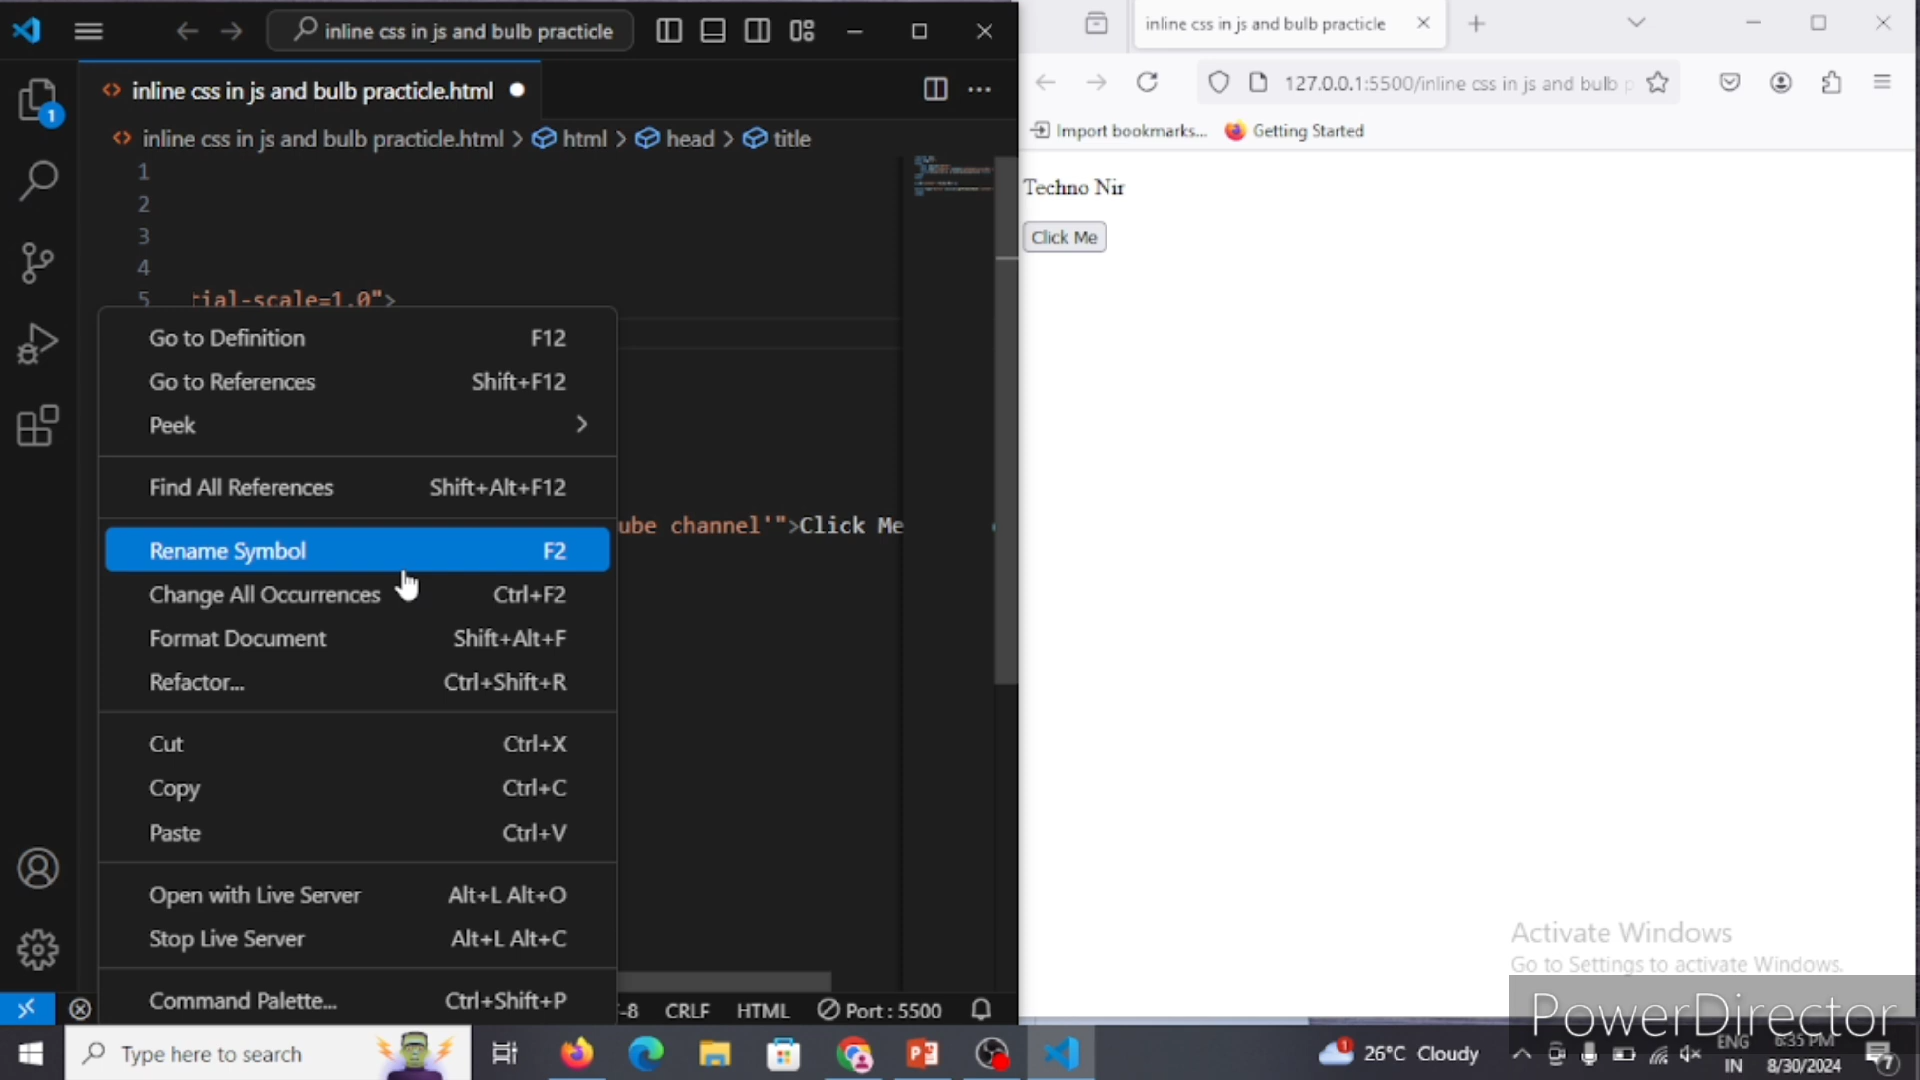 inline css in js and bulb practicle
inline css in js and bulb practicle.html
inline css in js and bulb practicle.html > html > head > title
1
2
3
4
5 tial-scale=1.0">
Go to Definition F12
Go to References Shift+F12
Peek >
Find All References Shift+Alt+F12
ube channel'">Click Me
Rename Symbol F2
Change All Occurrences Ctrl+F2
Format Document Shift+Alt+F
Refactor... Ctrl+Shift+R
Cut Ctrl+X
Copy Ctrl+C
Paste Ctrl+V
Open with Live Server Alt+L Alt+O
Stop Live Server Alt+L Alt+C
Command Palette... Ctrl+Shift+P
-8 CRLF HTML Port : 5500
inline css in js and bulb practicle
127.0.0.1:5500/inline css in js and bulb p
Import bookmarks... Getting Started
Techno Nir
Click Me
Activate Windows
Go to Settings to activate Windows.
PowerDirector
Type here to search
1
26°C Cloudy
ENG
IN
6:35 PM
8/30/2024
7